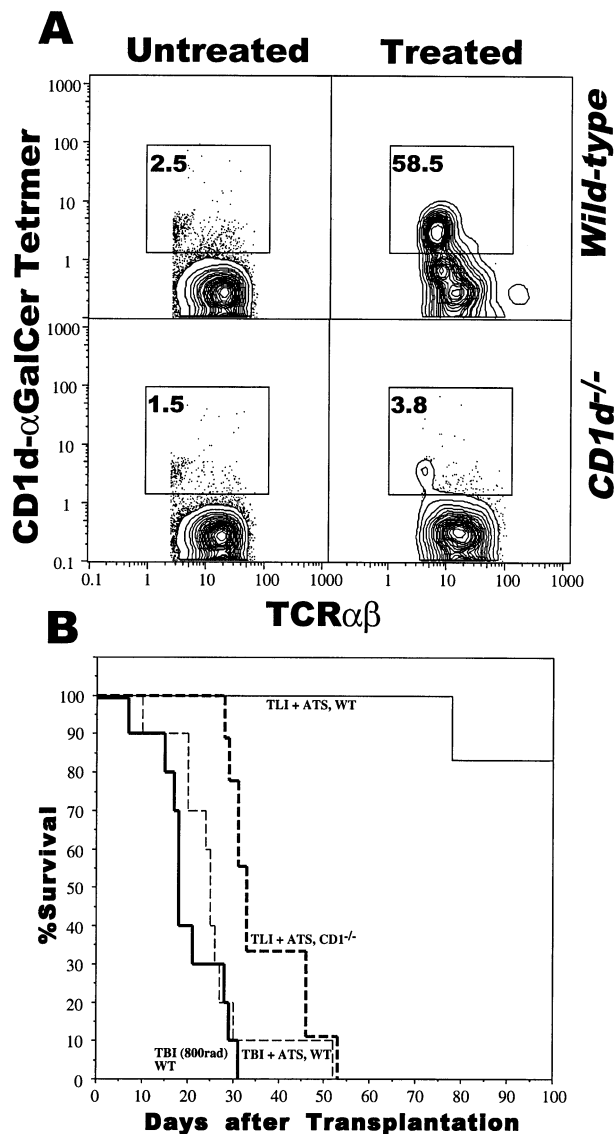 A
Untreated
Treated
CD1d-αGalCer Tetrmer
Wild-type
CD1d-/-
1000
100
10
1
2.5
58.5
1000
100
10
1
0.1
1.5
3.8
0.1
1
10
100
1000
1
10
100
1000
TCRαβ
B
%Survival
100
90
80
70
60
50
40
30
20
10
0
TLI + ATS, WT
TLI + ATS, CD1-/-
TBI (800rad)
WT
TBI + ATS, WT
0
10
20
30
40
50
60
70
80
90
100
Days after Transplantation